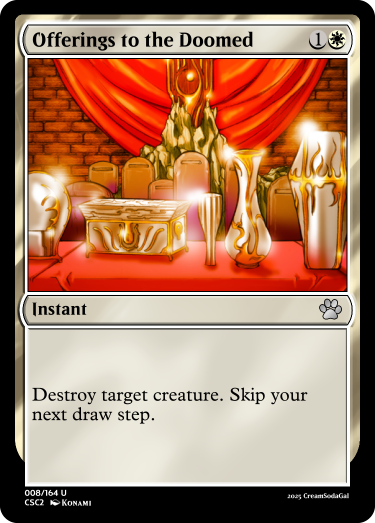 Offerings to the Doomed 1
Instant
Destroy target creature. Skip your
next draw step.
008/164 U
CSC2 KONAMI
2025 CreamSodaGal